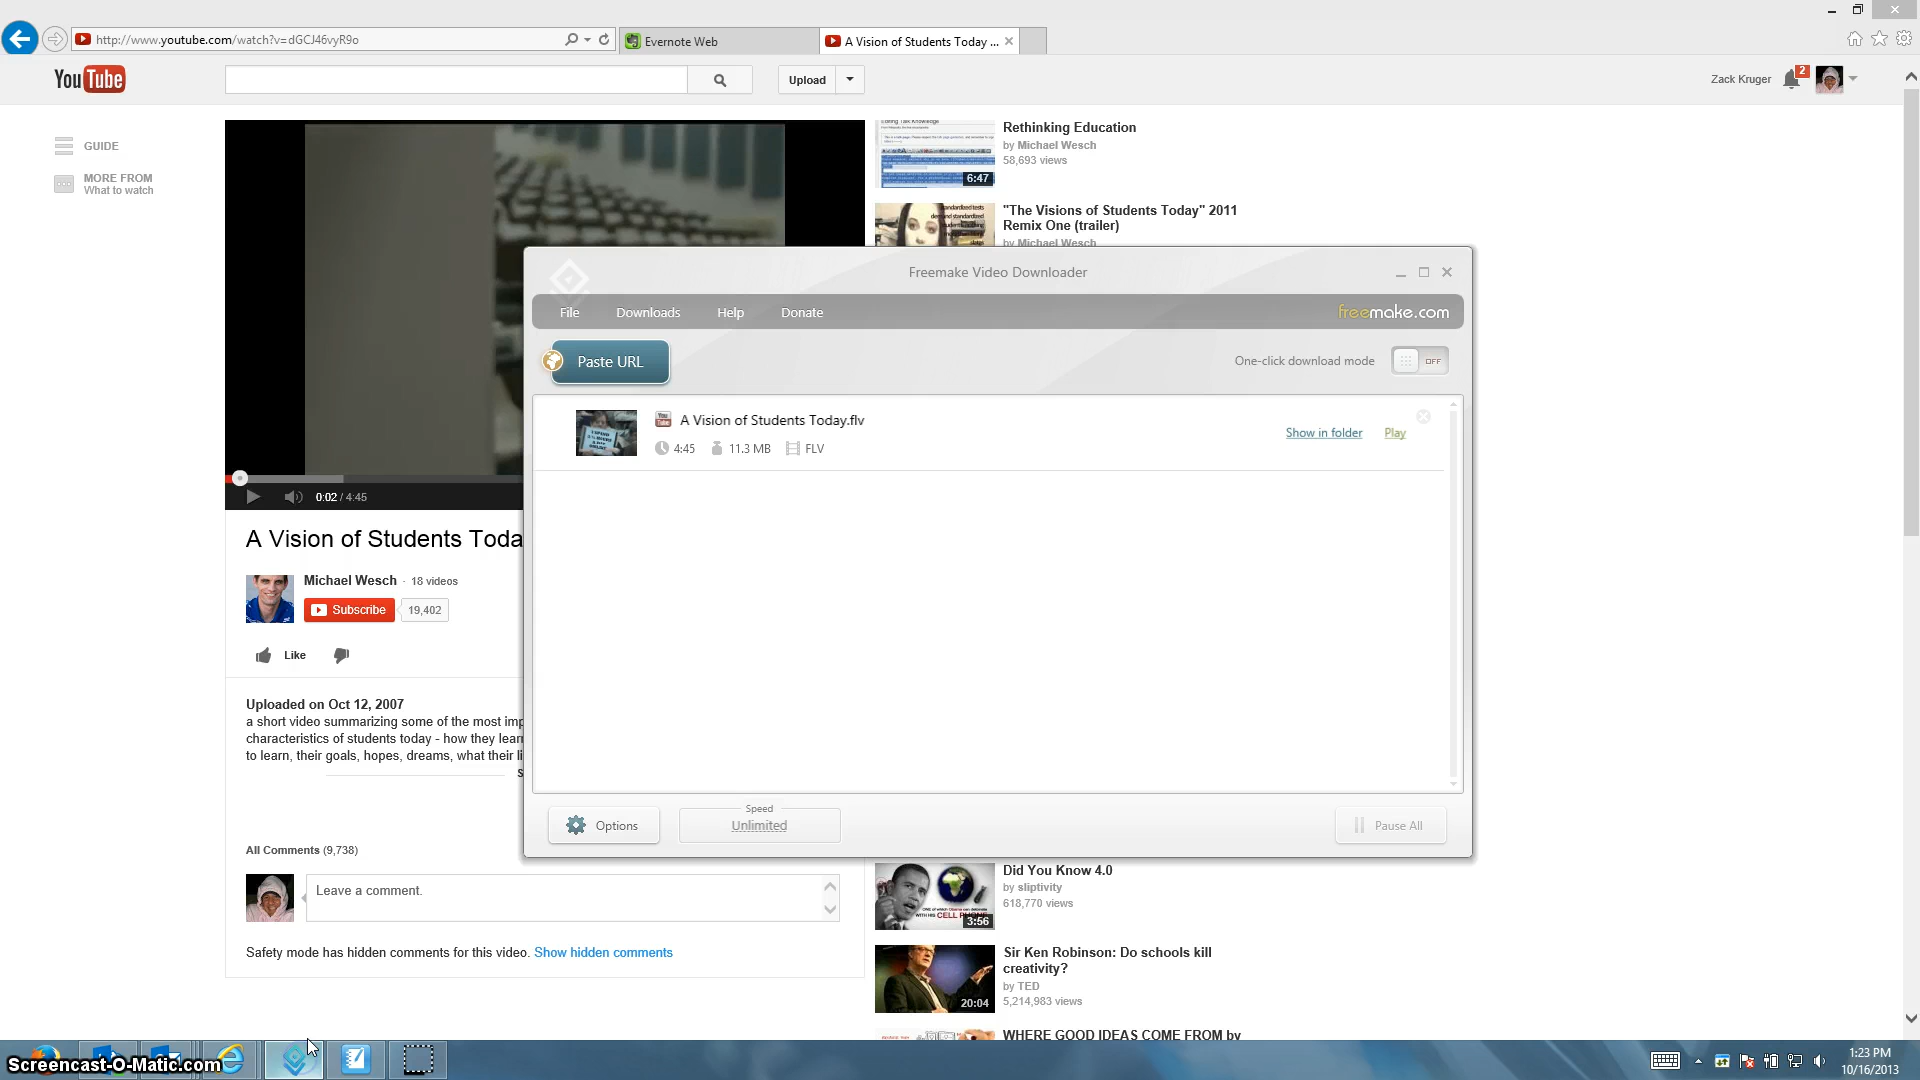 http://www.youtube.com/watch?v=dGCJ46vyR9o
Evernote Web
A Vision of Students Today ...
YouTube
Upload
Zack Kruger
2
GUIDE
MORE FROM
What to watch
Rethinking Education
by Michael Wesch
58,693 views
6:47
"The Visions of Students Today" 2011
Remix One (trailer)
by Michael Wesch
Freemake Video Downloader
File Downloads Help Donate
freemake.com
Paste URL
One-click download mode
OFF
A Vision of Students Today.flv
4:45 11.3 MB FLV
Show in folder Play
0:02 / 4:45
A Vision of Students Toda
Michael Wesch · 18 videos
Subscribe 19,402
Like
Uploaded on Oct 12, 2007
a short video summarizing some of the most imp
characteristics of students today - how they lear
to learn, their goals, hopes, dreams, what their li
S
Options
Speed
Unlimited
Pause All
All Comments (9,738)
Leave a comment.
Safety mode has hidden comments for this video. Show hidden comments
Did You Know 4.0
by sliptivity
618,770 views
3:56
Sir Ken Robinson: Do schools kill
creativity?
by TED
5,214,983 views
20:04
WHERE GOOD IDEAS COME FROM by
Screencast-O-Matic.com
1:23 PM
10/16/2013